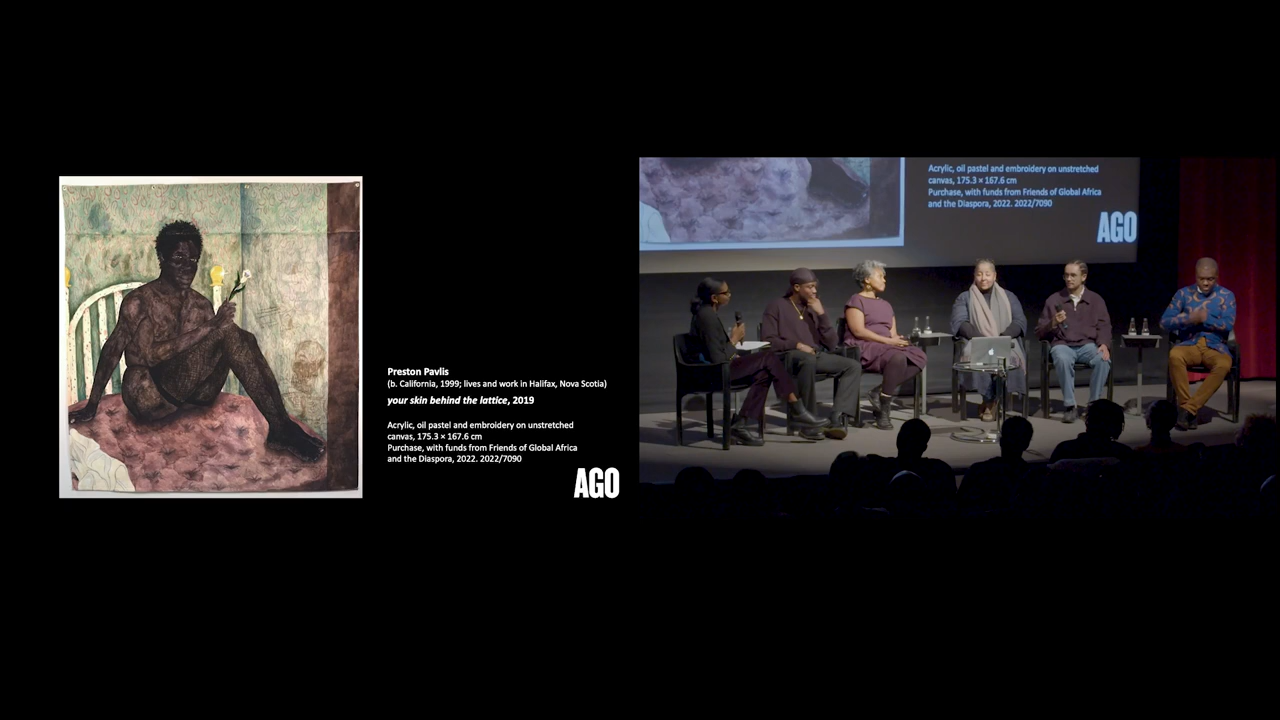 Preston Pavlis
(b. California, 1999; lives and work in Halifax, Nova Scotia)
your skin behind the lattice, 2019
Acrylic, oil pastel and embroidery on unstretched
canvas, 175.3 × 167.6 cm
Purchase, with funds from Friends of Global Africa
and the Diaspora, 2022. 2022/7090
AGO
Acrylic, oil pastel and embroidery on unstretched
canvas, 175.3 × 167.6 cm
Purchase, with funds from Friends of Global Africa
and the Diaspora, 2022. 2022/7090
AGO